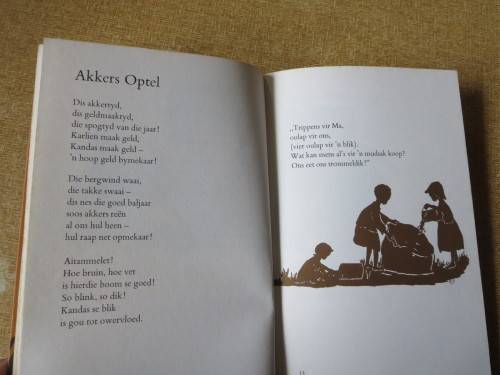 Akkers Optel
Dis akkertyd,
dis geldmaaktyd,
die spogtyd van die jaar!
Karlien maak geld,
Kandas maak geld –
'n hoop geld bymekaar!
Die bergwind waai,
die takke swaai –
dis nes die goed baljaar
soos akkers reën
al om hul heen –
hul raap net opmekaar!
Aitammelet!
Hoe bruin, hoe vet
is hierdie boom se goed!
So blink, so dik!
Kandas se blik
is gou tot owervloed.
„Trippens vir Ma,
oulap vir ons,
(vier oulap vir 'n blik).
Wat kan mens al's vir 'n mudsak koop?
Ons eet ons trommeldik!"